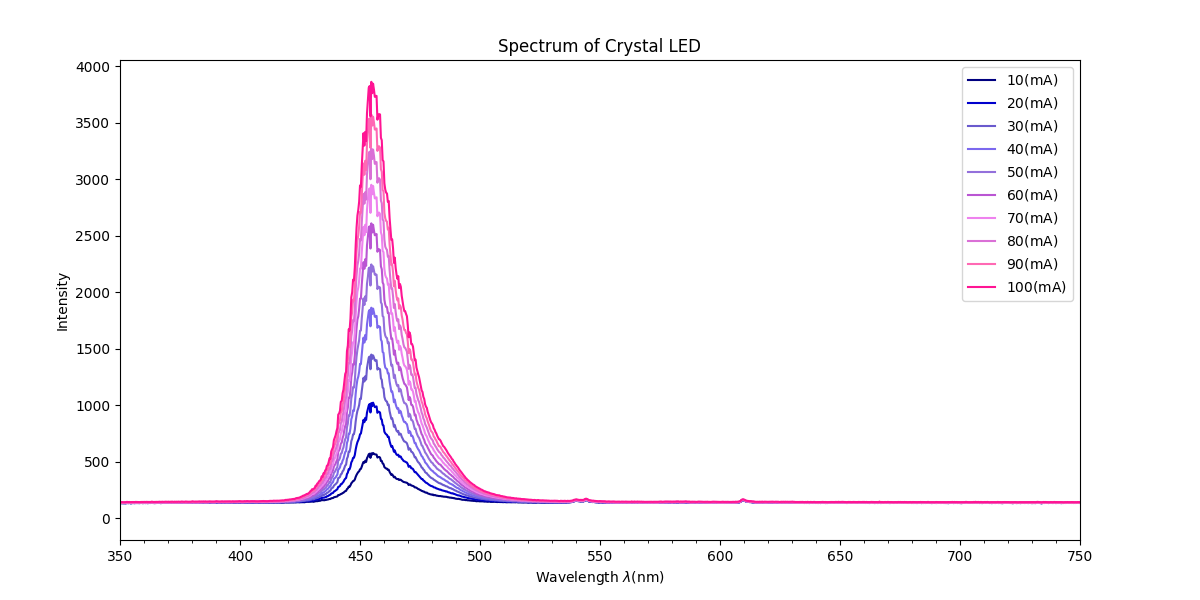 Spectrum of Crystal LED
Intensity
4000
3500
3000
2500
2000
1500
1000
500
0
350
400
450
500
550
600
650
700
750
Wavelength λ(nm)
10(mA)
20(mA)
30(mA)
40(mA)
50(mA)
60(mA)
70(mA)
80(mA)
90(mA)
100(mA)